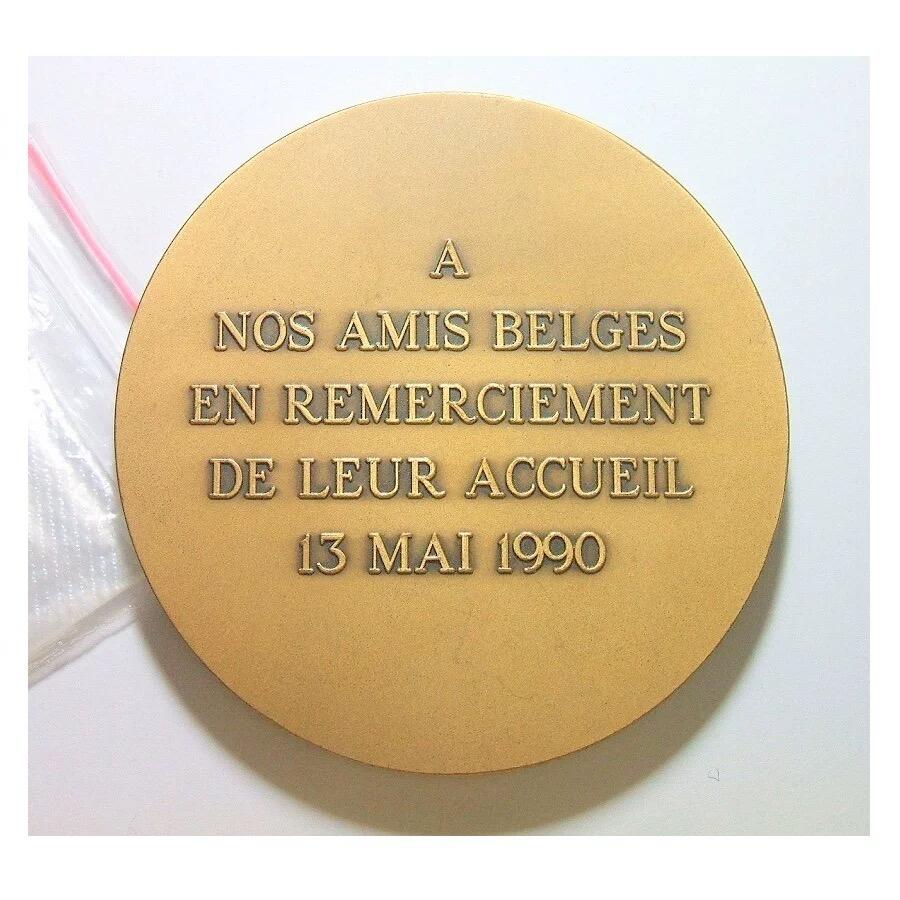 A
NOS AMIS BELGES
EN REMERCIEMENT
DE LEUR ACCUEIL
13 MAI 1990